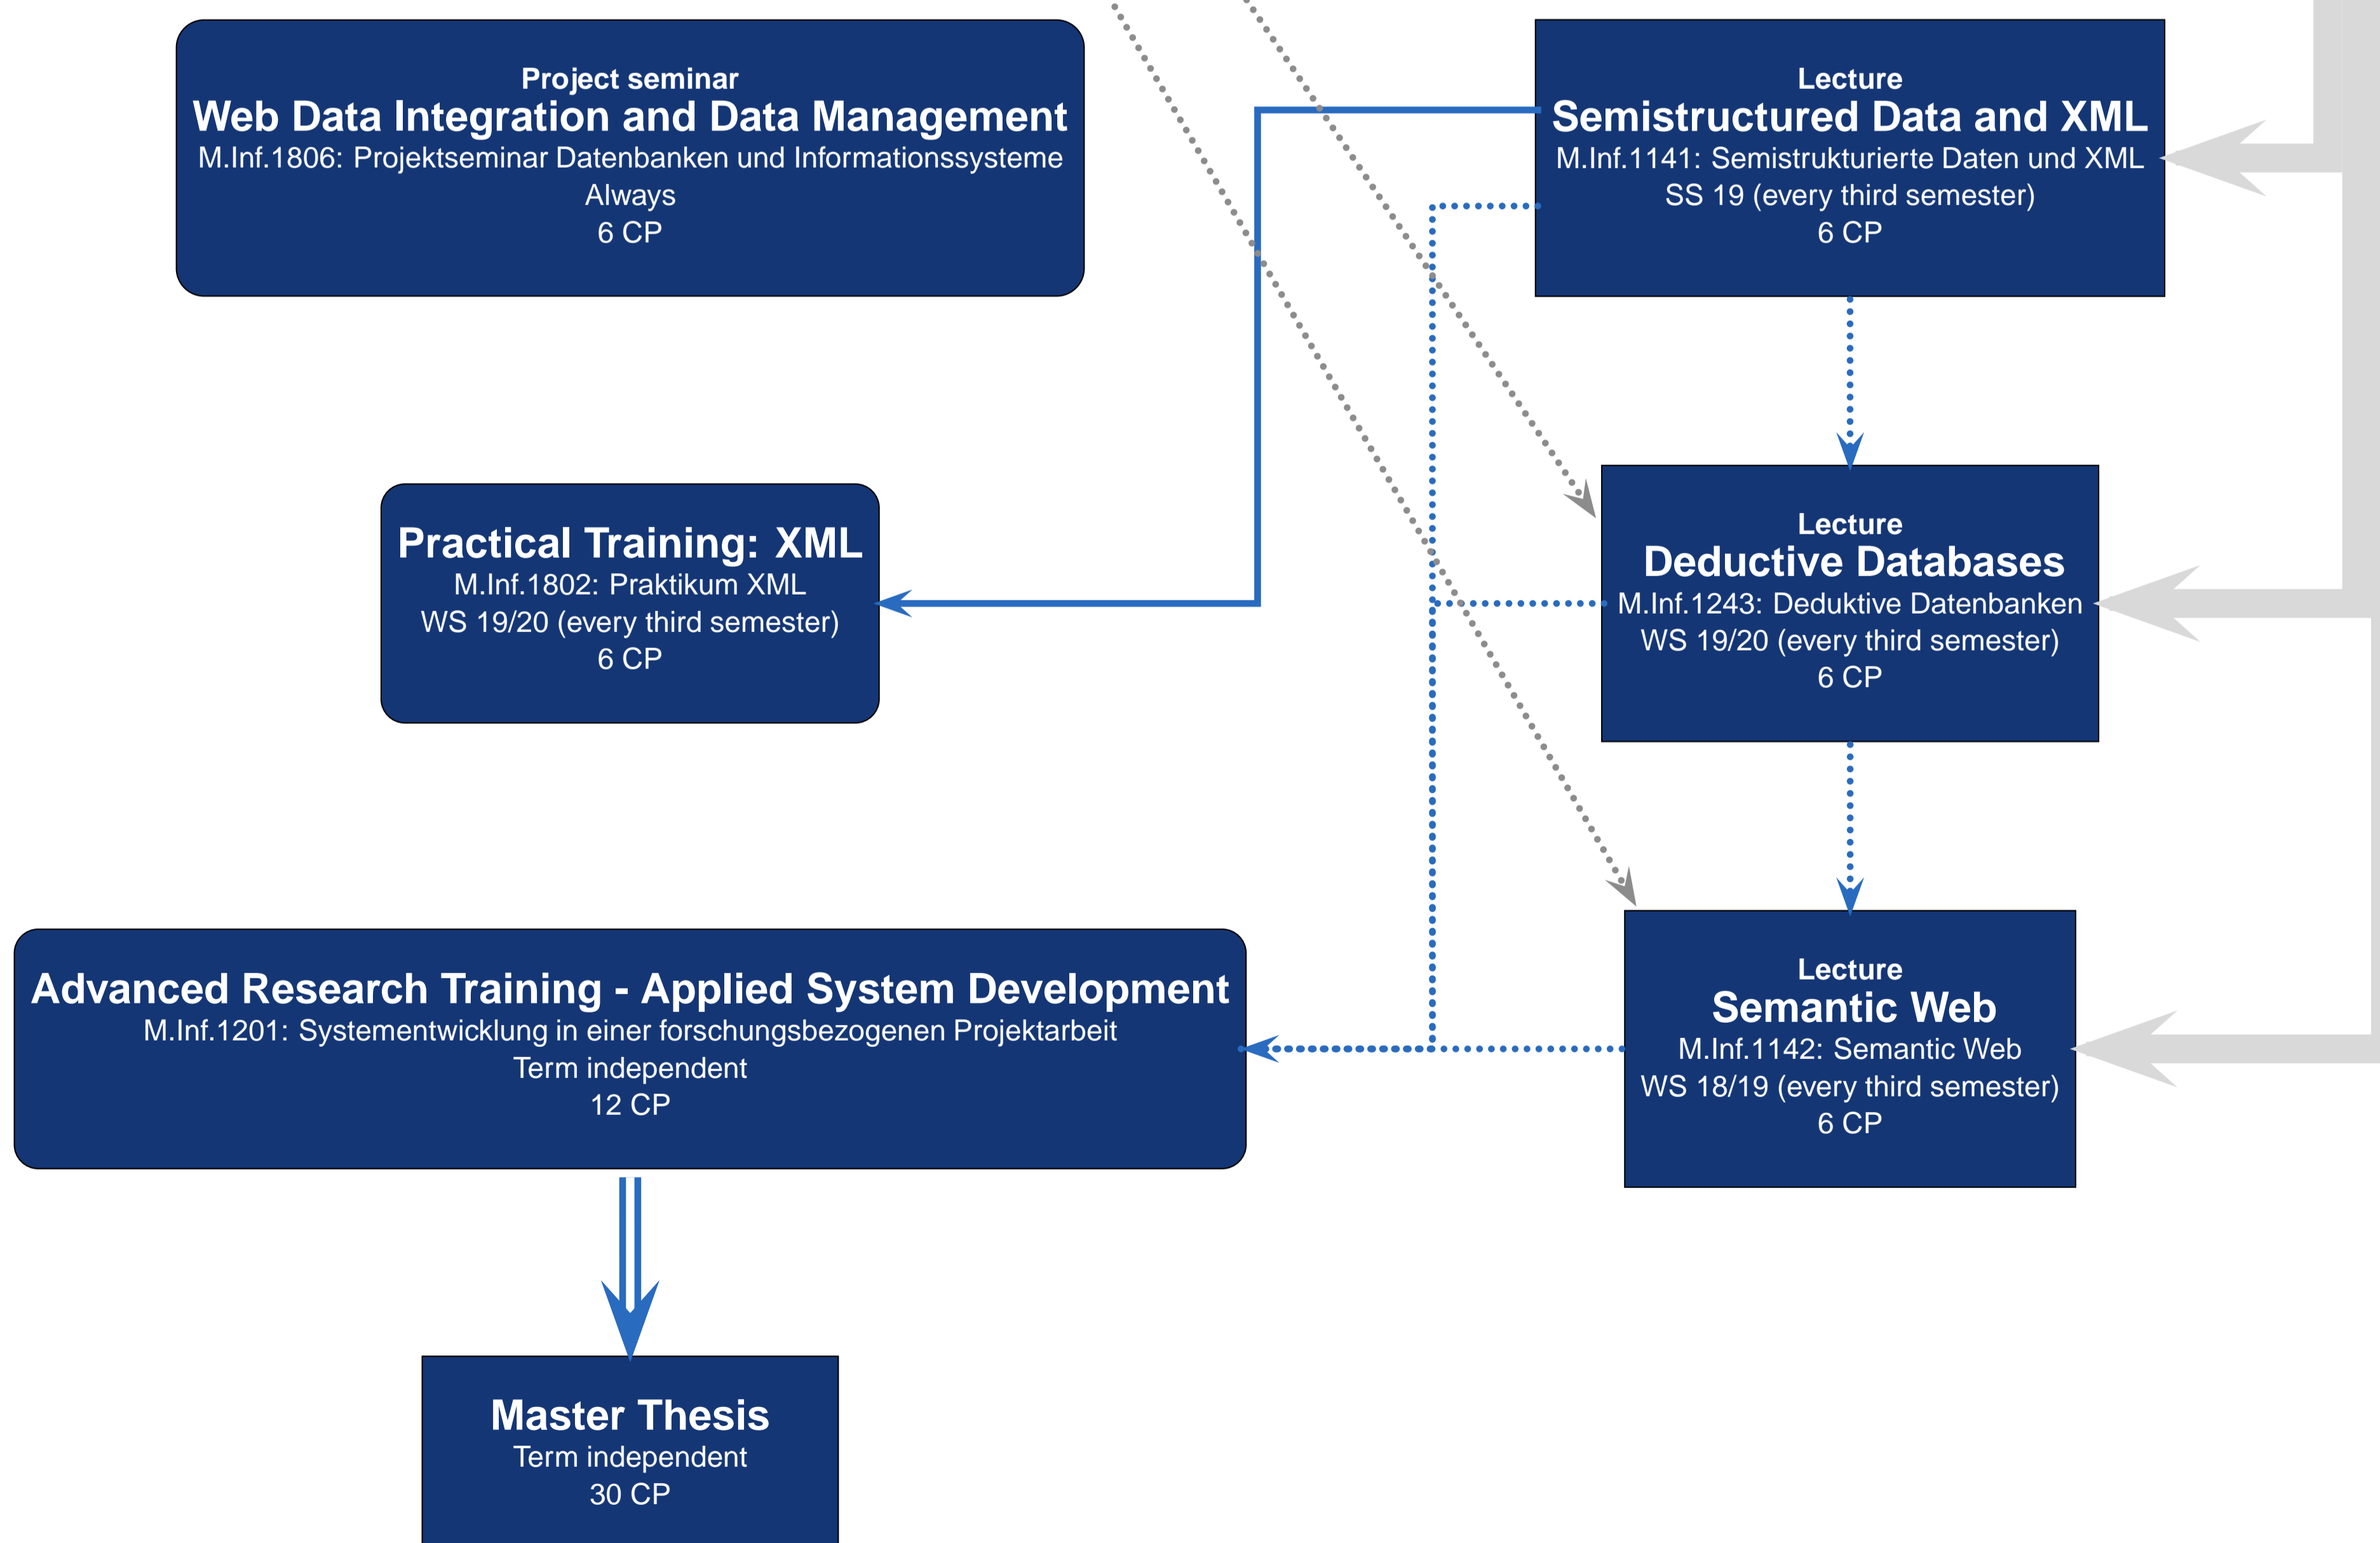 Project seminar
Web Data Integration and Data Management
M.Inf.1806: Projektseminar Datenbanken und Informationssysteme
Always
6 CP
Lecture
Semistructured Data and XML
M.Inf.1141: Semistrukturierte Daten und XML
SS 19 (every third semester)
6 CP
Practical Training: XML
M.Inf.1802: Praktikum XML
WS 19/20 (every third semester)
6 CP
Lecture
Deductive Databases
M.Inf.1243: Deduktive Datenbanken
WS 19/20 (every third semester)
6 CP
Advanced Research Training - Applied System Development
M.Inf.1201: Systementwicklung in einer forschungsbezogenen Projektarbeit
Term independent
12 CP
Lecture
Semantic Web
M.Inf.1142: Semantic Web
WS 18/19 (every third semester)
6 CP
Master Thesis
Term independent
30 CP